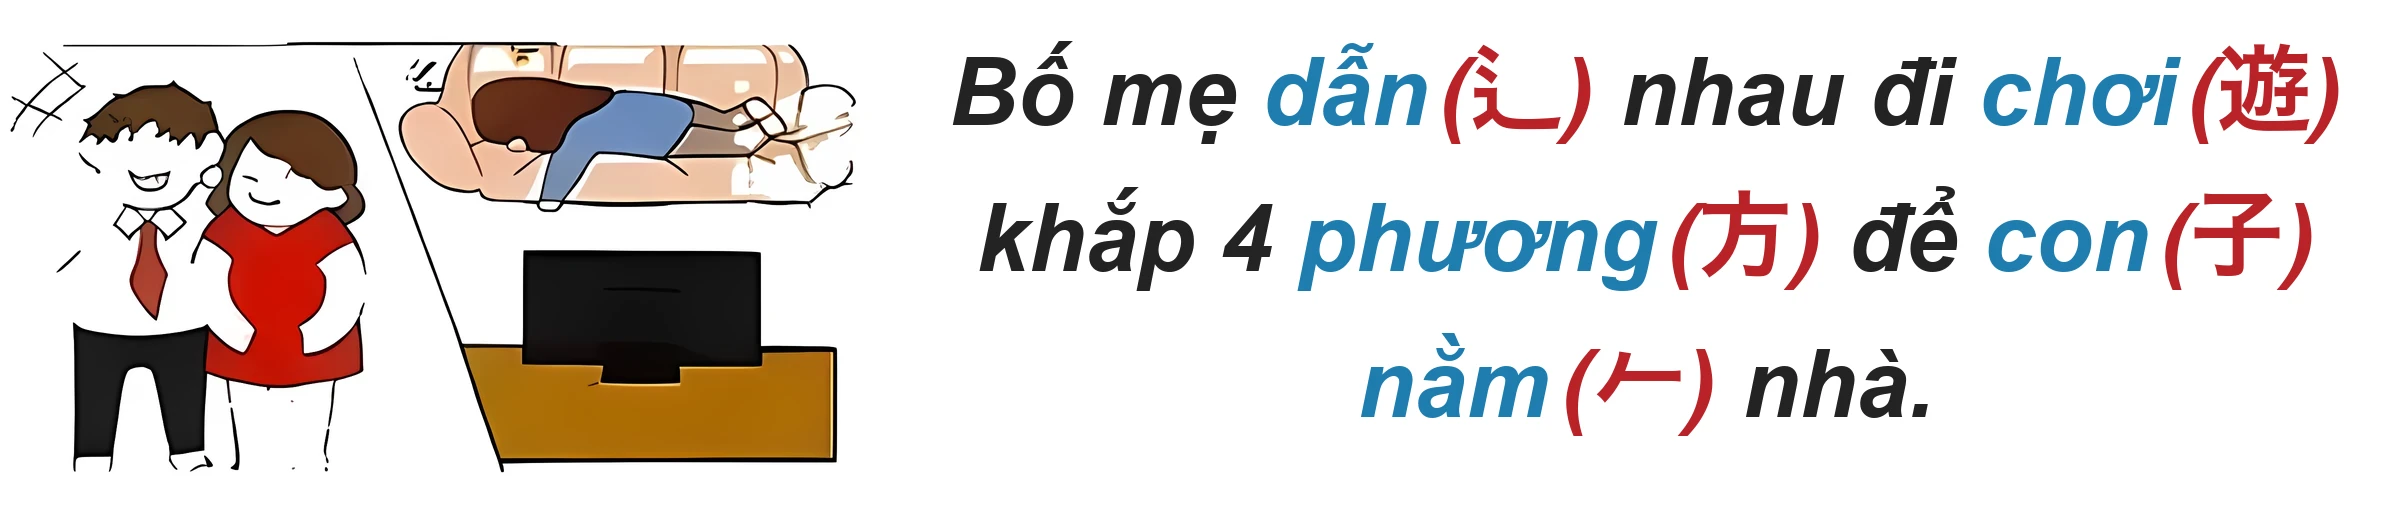 Bố mẹ dẫn(辶) nhau đi chơi(遊)
khắp 4 phương(方) để con(子)
nằm(𠂉) nhà.